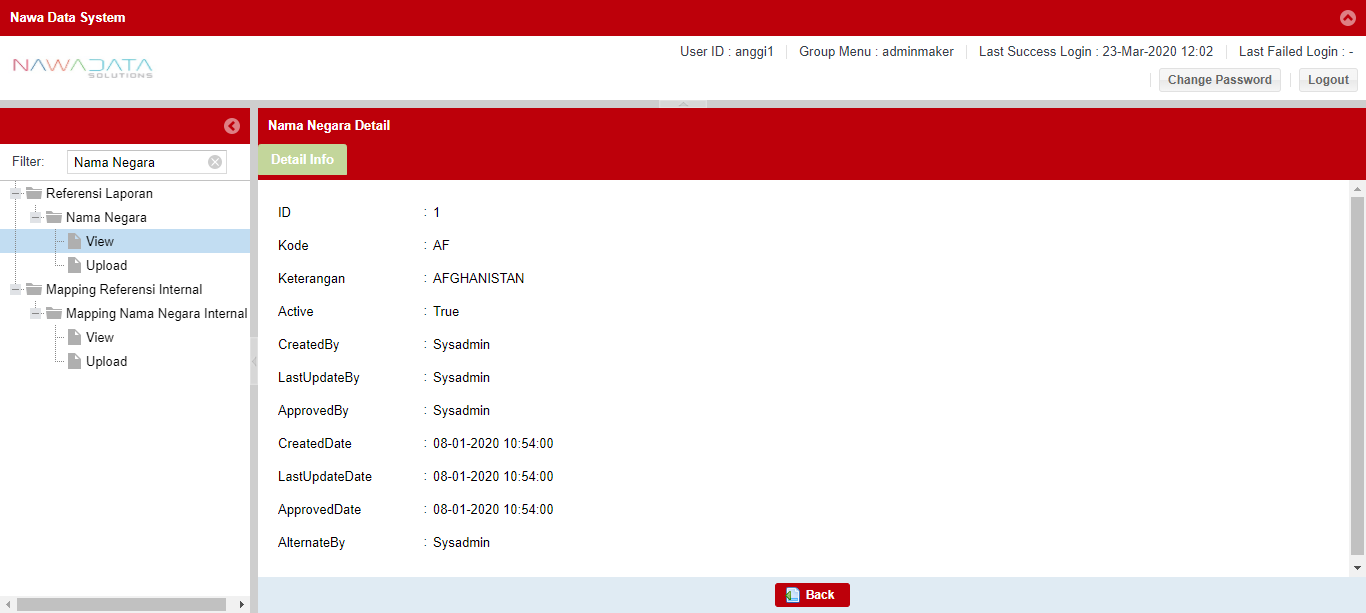 Nawa Data System
NAWADATA
SOLUTIONS
User ID : anggi1 Group Menu : adminmaker Last Success Login : 23-Mar-2020 12:02 Last Failed Login : -
Change Password Logout
Filter: Nama Negara
Referensi Laporan
Nama Negara
View
Upload
Mapping Referensi Internal
Mapping Nama Negara Internal
View
Upload
Nama Negara Detail
Detail Info
ID : 1
Kode : AF
Keterangan : AFGHANISTAN
Active : True
CreatedBy : Sysadmin
LastUpdateBy : Sysadmin
ApprovedBy : Sysadmin
CreatedDate : 08-01-2020 10:54:00
LastUpdateDate : 08-01-2020 10:54:00
ApprovedDate : 08-01-2020 10:54:00
AlternateBy : Sysadmin
Back